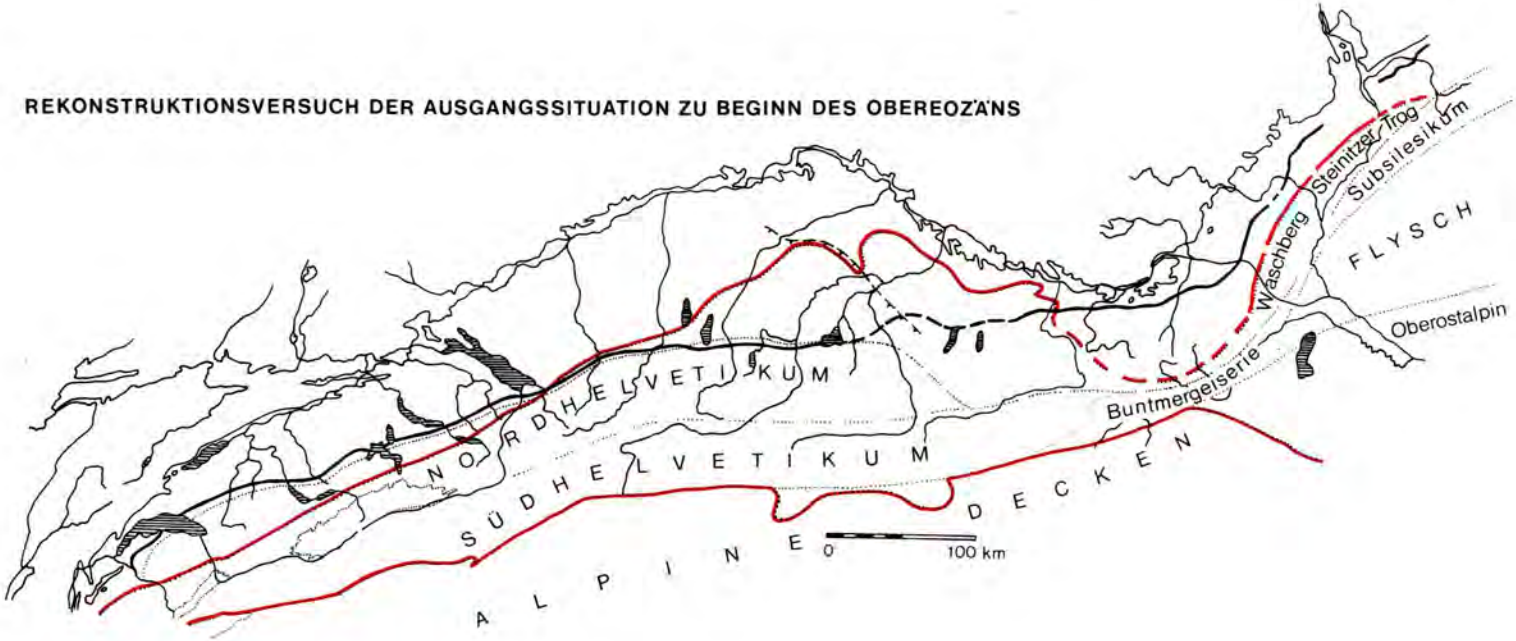 REKONSTRUKTIONSVERSUCH DER AUSGANGSSITUATION ZU BEGINN DES OBEREOZÄNS
Steinitzer Trog
Subsilesikum
Waschberg
FLYSCH
Oberostalpin
Buntmergelserie
NORDHELVETIKUM
SÜDHELVETIKUM
ALPINE DECKEN
0 100 km